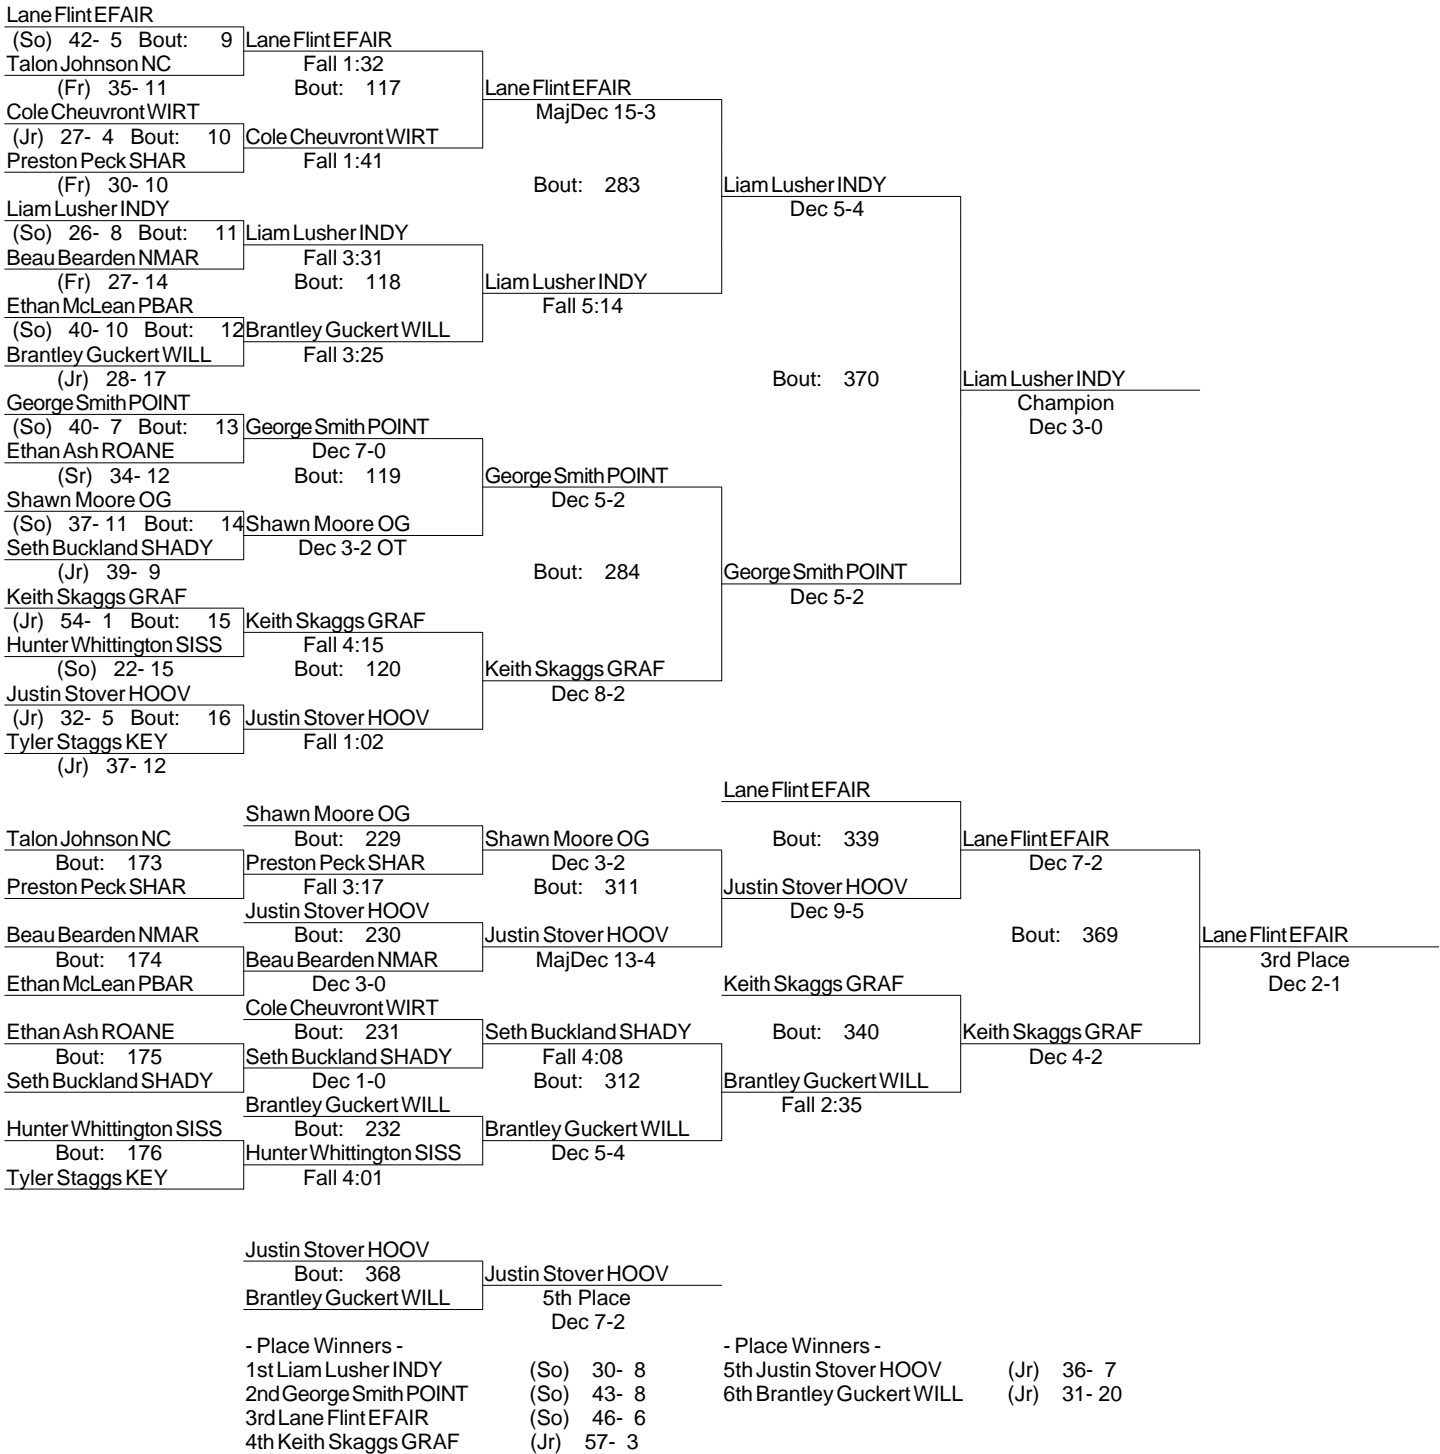 Lane Flint EFAIR
(So) 42- 5 Bout: 9 Lane Flint EFAIR
Talon Johnson NC Fall 1:32
(Fr) 35- 11 Bout: 117 Lane Flint EFAIR
Cole Cheuvront WIRT MajDec 15-3
(Jr) 27- 4 Bout: 10 Cole Cheuvront WIRT
Preston Peck SHAR Fall 1:41
(Fr) 30- 10 Bout: 283 Liam Lusher INDY
Liam Lusher INDY Dec 5-4
(So) 26- 8 Bout: 11 Liam Lusher INDY
Beau Bearden NMAR Fall 3:31
(Fr) 27- 14 Bout: 118 Liam Lusher INDY
Ethan McLean PBAR Fall 5:14
(So) 40- 10 Bout: 12 Brantley Guckert WILL
Brantley Guckert WILL Fall 3:25
(Jr) 28- 17 Bout: 370 Liam Lusher INDY
George Smith POINT Champion
(So) 40- 7 Bout: 13 George Smith POINT Dec 3-0
Ethan Ash ROANE Dec 7-0
(Sr) 34- 12 Bout: 119 George Smith POINT
Shawn Moore OG Dec 5-2
(So) 37- 11 Bout: 14 Shawn Moore OG
Seth Buckland SHADY Dec 3-2 OT
(Jr) 39- 9 Bout: 284 George Smith POINT
Keith Skaggs GRAF Dec 5-2
(Jr) 54- 1 Bout: 15 Keith Skaggs GRAF
Hunter Whittington SISS Fall 4:15
(So) 22- 15 Bout: 120 Keith Skaggs GRAF
Justin Stover HOOV Dec 8-2
(Jr) 32- 5 Bout: 16 Justin Stover HOOV
Tyler Staggs KEY Fall 1:02
(Jr) 37- 12
Lane Flint EFAIR
Shawn Moore OG
Talon Johnson NC Bout: 229 Shawn Moore OG Bout: 339 Lane Flint EFAIR
Bout: 173 Preston Peck SHAR Dec 3-2 Dec 7-2
Preston Peck SHAR Fall 3:17 Bout: 311 Justin Stover HOOV
Justin Stover HOOV Dec 9-5
Beau Bearden NMAR Bout: 230 Justin Stover HOOV Bout: 369 Lane Flint EFAIR
Bout: 174 Beau Bearden NMAR MajDec 13-4 3rd Place
Ethan McLean PBAR Dec 3-0 Keith Skaggs GRAF Dec 2-1
Cole Cheuvront WIRT
Ethan Ash ROANE Bout: 231 Seth Buckland SHADY Bout: 340 Keith Skaggs GRAF
Bout: 175 Seth Buckland SHADY Fall 4:08 Dec 4-2
Seth Buckland SHADY Dec 1-0 Bout: 312 Brantley Guckert WILL
Brantley Guckert WILL Fall 2:35
Hunter Whittington SISS Bout: 232 Brantley Guckert WILL
Bout: 176 Hunter Whittington SISS Dec 5-4
Tyler Staggs KEY Fall 4:01
Justin Stover HOOV
Bout: 368 Justin Stover HOOV
Brantley Guckert WILL 5th Place
Dec 7-2
- Place Winners - - Place Winners -
1st Liam Lusher INDY (So) 30- 8 5th Justin Stover HOOV (Jr) 36- 7
2nd George Smith POINT (So) 43- 8 6th Brantley Guckert WILL (Jr) 31- 20
3rd Lane Flint EFAIR (So) 46- 6
4th Keith Skaggs GRAF (Jr) 57- 3